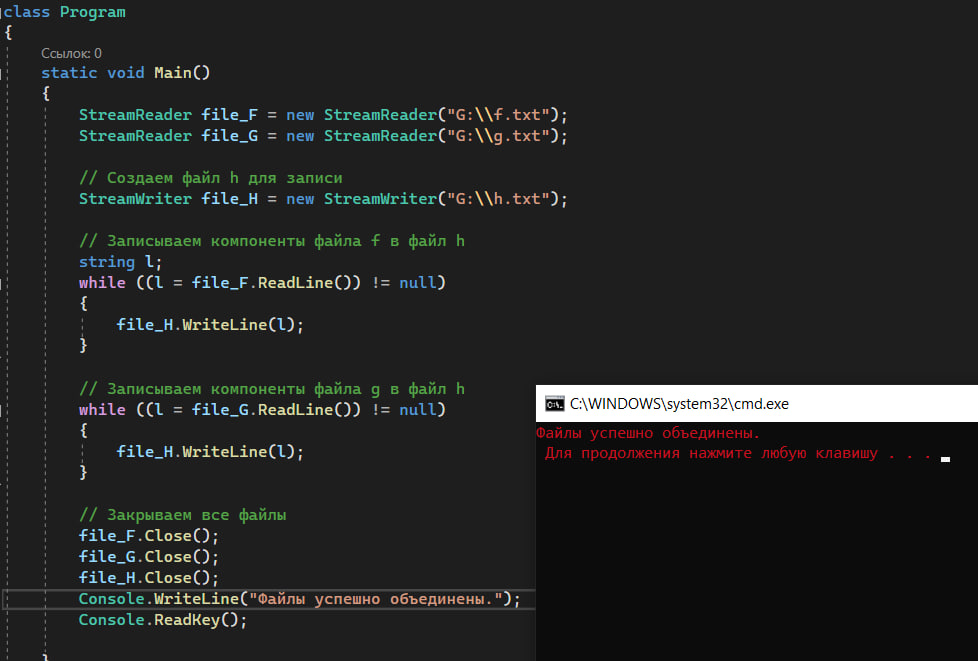 class Program
{
Ссылок: 0
static void Main()
{
StreamReader file_F = new StreamReader("G:\\f.txt");
StreamReader file_G = new StreamReader("G:\\g.txt");
// Создаем файл h для записи
StreamWriter file_H = new StreamWriter("G:\\h.txt");
// Записываем компоненты файла f в файл h
string l;
while ((l = file_F.ReadLine()) != null)
{
file_H.WriteLine(l);
}
// Записываем компоненты файла g в файл h
while ((l = file_G.ReadLine()) != null)
{
file_H.WriteLine(l);
}
// Закрываем все файлы
file_F.Close();
file_G.Close();
file_H.Close();
Console.WriteLine("Файлы успешно объединены.");
Console.ReadKey();
}
C:\WINDOWS\system32\cmd.exe
Файлы успешно объединены.
Для продолжения нажмите любую клавишу . . .